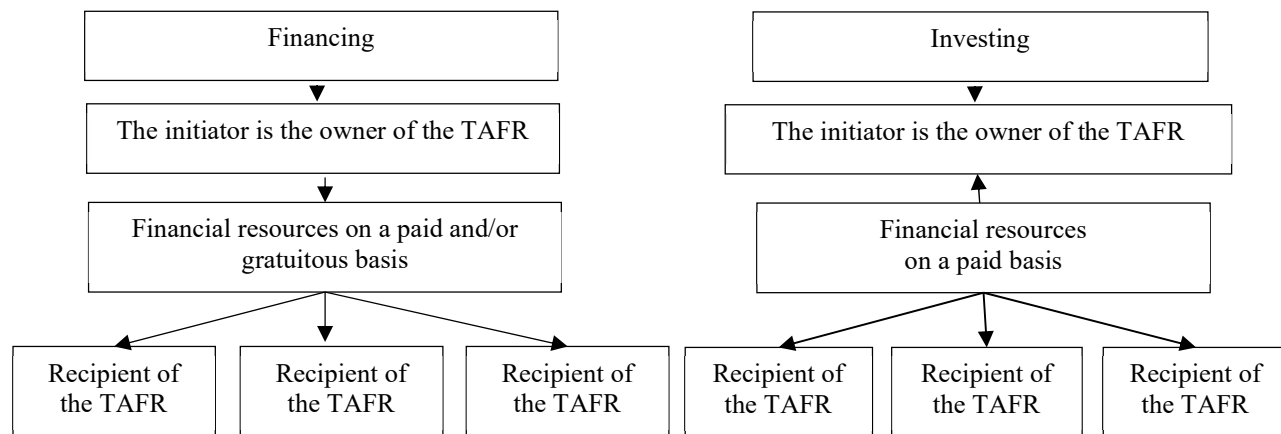 Financing
The initiator is the owner of the TAFR
Financial resources on a paid and/or
gratuitous basis
Recipient of
the TAFR
Recipient of
the TAFR
Recipient of
the TAFR
Investing
The initiator is the owner of the TAFR
Financial resources
on a paid basis
Recipient of
the TAFR
Recipient of
the TAFR
Recipient of
the TAFR